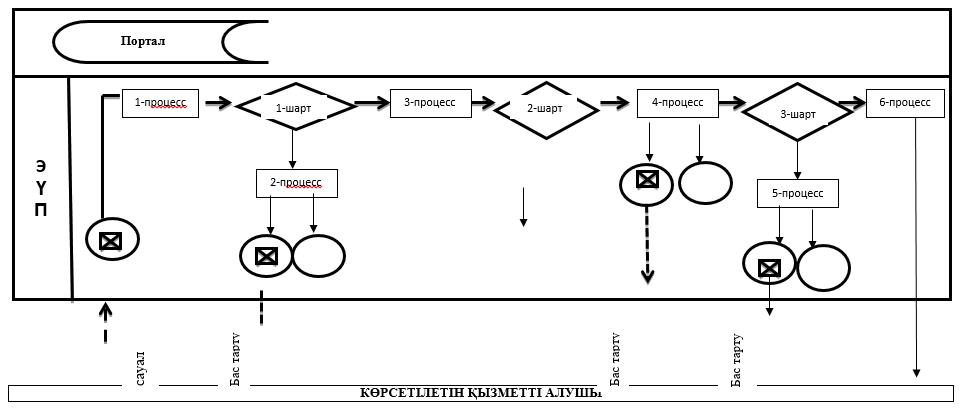 Портал
1-процесс
1-шарт
3-процесс
2-шарт
4-процесс
3-шарт
6-процесс
Э
Ү
П
2-процесс
5-процесс
сауал
Бас тарту
Бас тарту
Бас тарту
КӨРСЕТІЛЕТІН ҚЫЗМЕТТІ АЛУШЫ